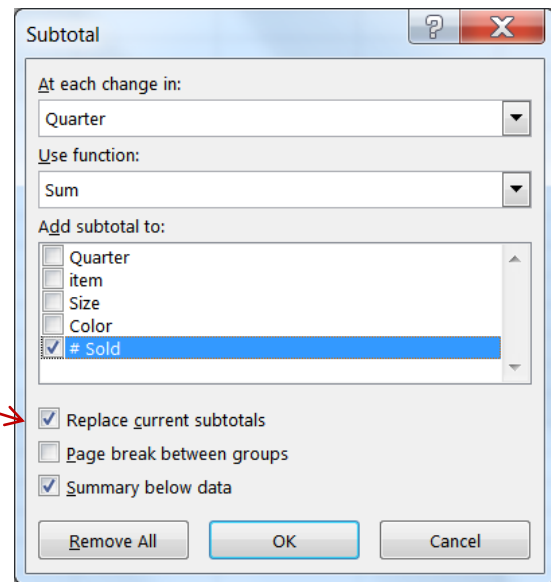 Subtotal
At each change in:
Quarter
Use function:
Sum
Add subtotal to:
Quarter
item
Size
Color
# Sold
Replace current subtotals
Page break between groups
Summary below data
Remove All OK Cancel